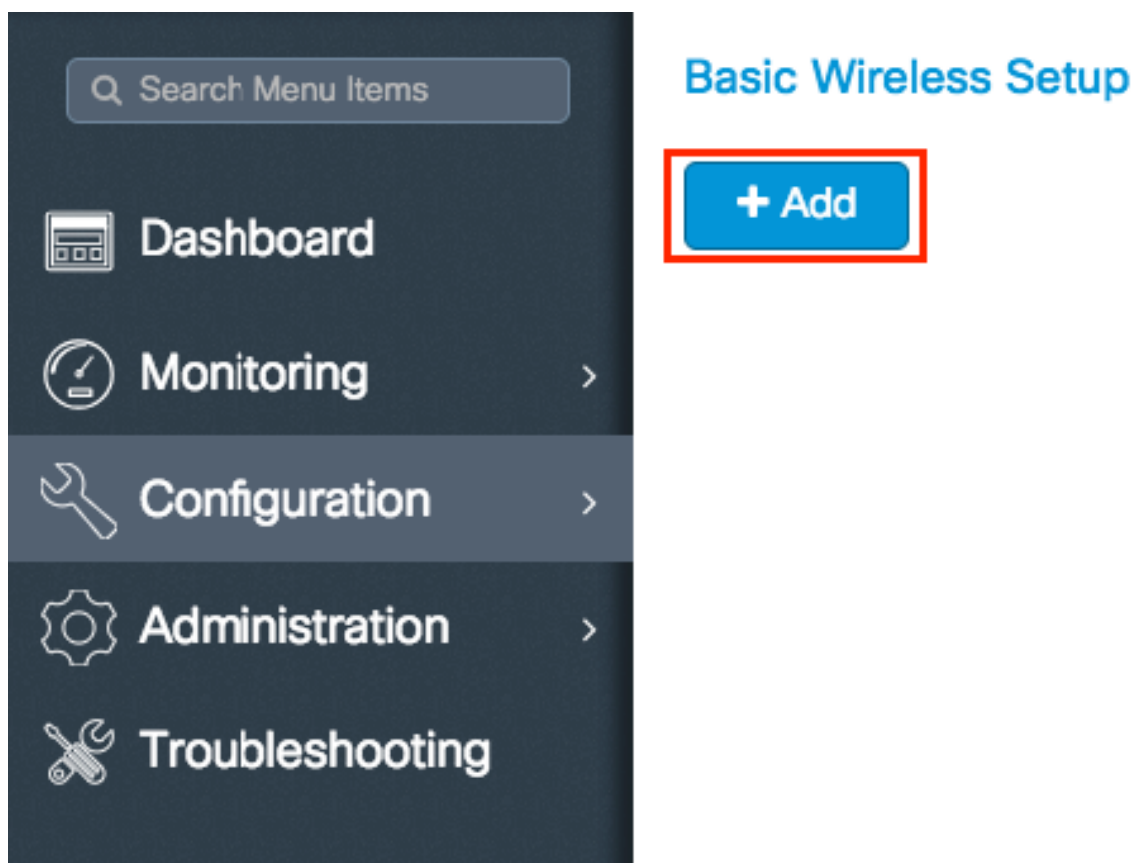 Search Menu Items
Dashboard
Monitoring
Configuration
Administration
Troubleshooting
Basic Wireless Setup
+ Add